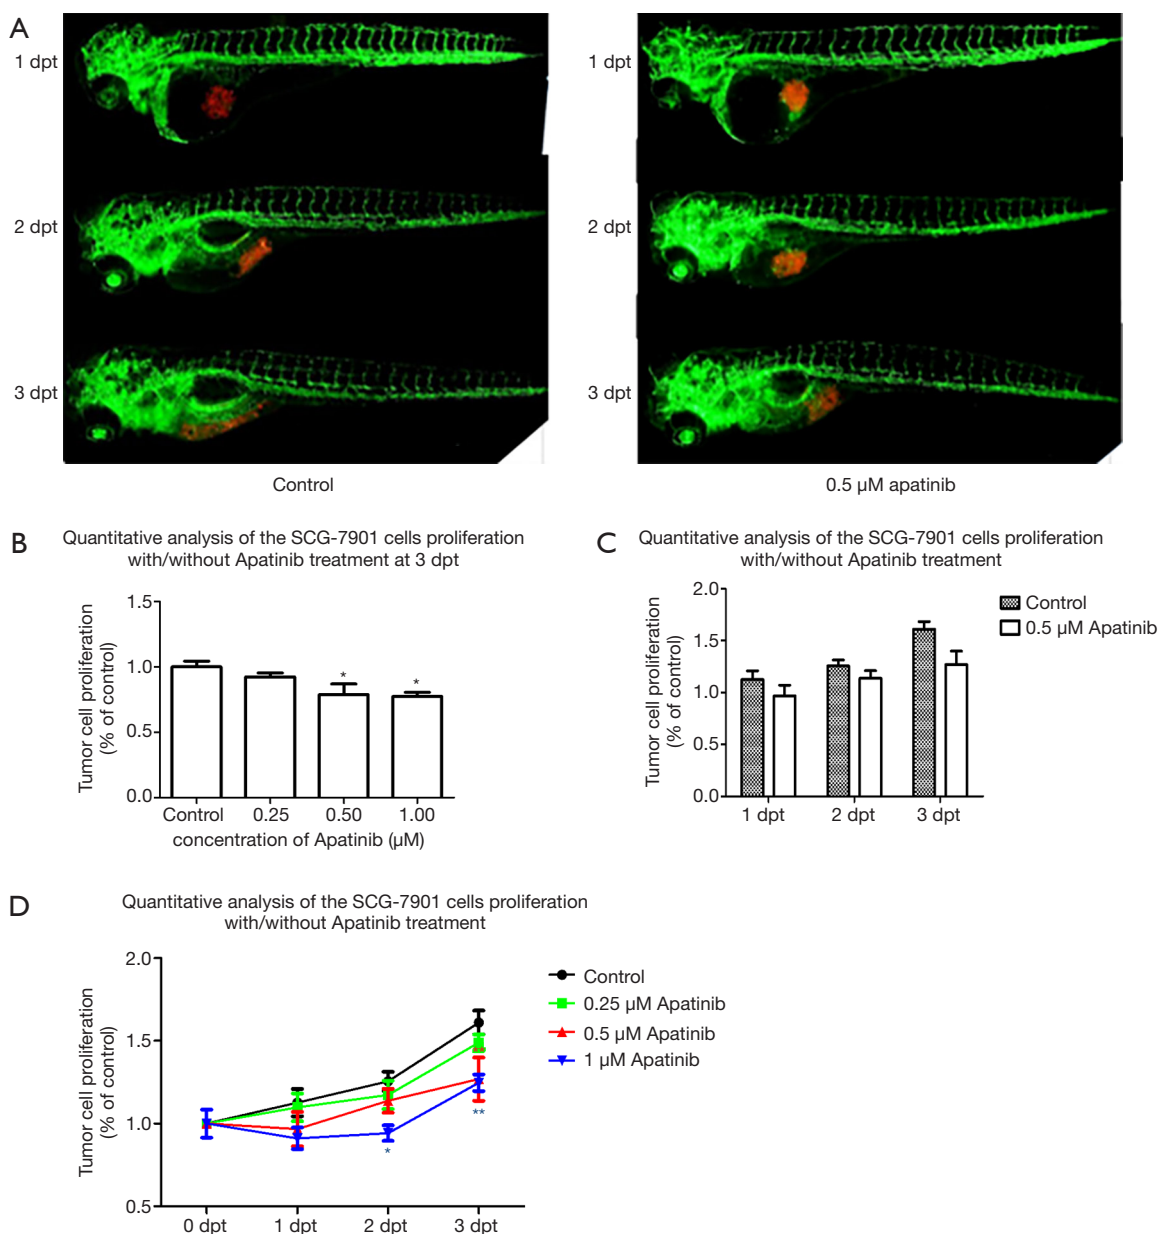 A
1 dpt
2 dpt
3 dpt
Control
1 dpt
2 dpt
3 dpt
0.5 µM apatinib
B
Quantitative analysis of the SCG-7901 cells proliferation
with/without Apatinib treatment at 3 dpt
Tumor cell proliferation
(% of control)
1.5
1.0
0.5
0.0
* *
Control 0.25 0.50 1.00
concentration of Apatinib (µM)
C
Quantitative analysis of the SCG-7901 cells proliferation
with/without Apatinib treatment
Tumor cell proliferation
(% of control)
2.0
1.5
1.0
0.5
0.0
1 dpt 2 dpt 3 dpt
Control
0.5 µM Apatinib
D
Quantitative analysis of the SCG-7901 cells proliferation
with/without Apatinib treatment
Tumor cell proliferation
(% of control)
2.0
1.5
1.0
0.5
*
**
0 dpt 1 dpt 2 dpt 3 dpt
Control
0.25 µM Apatinib
0.5 µM Apatinib
1 µM Apatinib